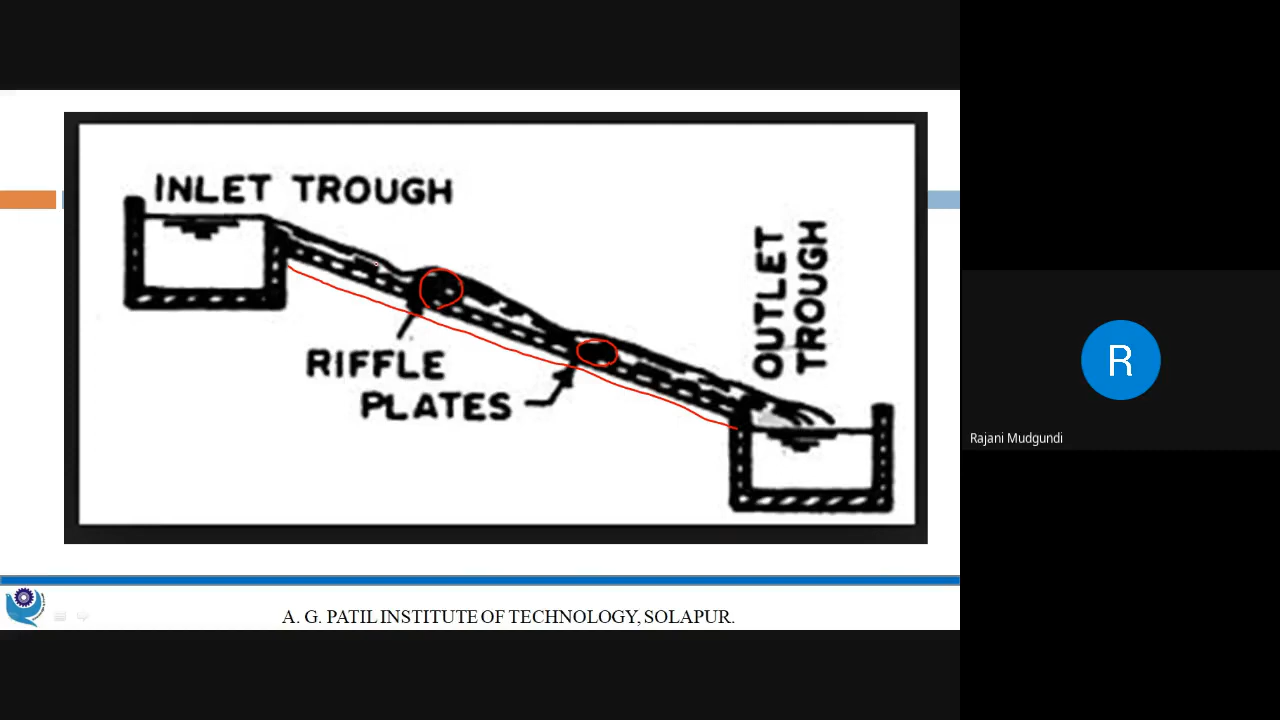 INLET TROUGH
RIFFLE
PLATES
OUTLET
TROUGH
A. G. PATIL INSTITUTE OF TECHNOLOGY, SOLAPUR.
R
Rajani Mudgundi